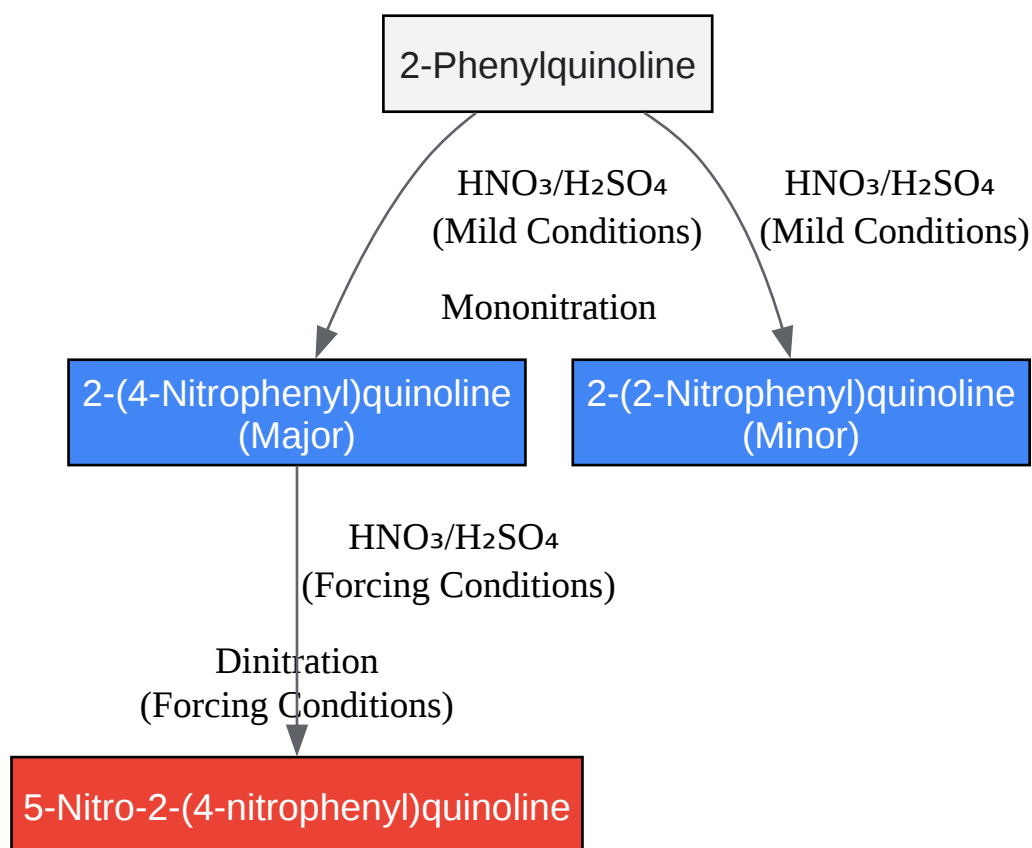 2-Phenylquinoline
HNO₃/H₂SO₄
(Mild Conditions)
HNO₃/H₂SO₄
(Mild Conditions)
Mononitration
2-(4-Nitrophenyl)quinoline
(Major)
2-(2-Nitrophenyl)quinoline
(Minor)
HNO₃/H₂SO₄
(Forcing Conditions)
Dinitration
(Forcing Conditions)
5-Nitro-2-(4-nitrophenyl)quinoline